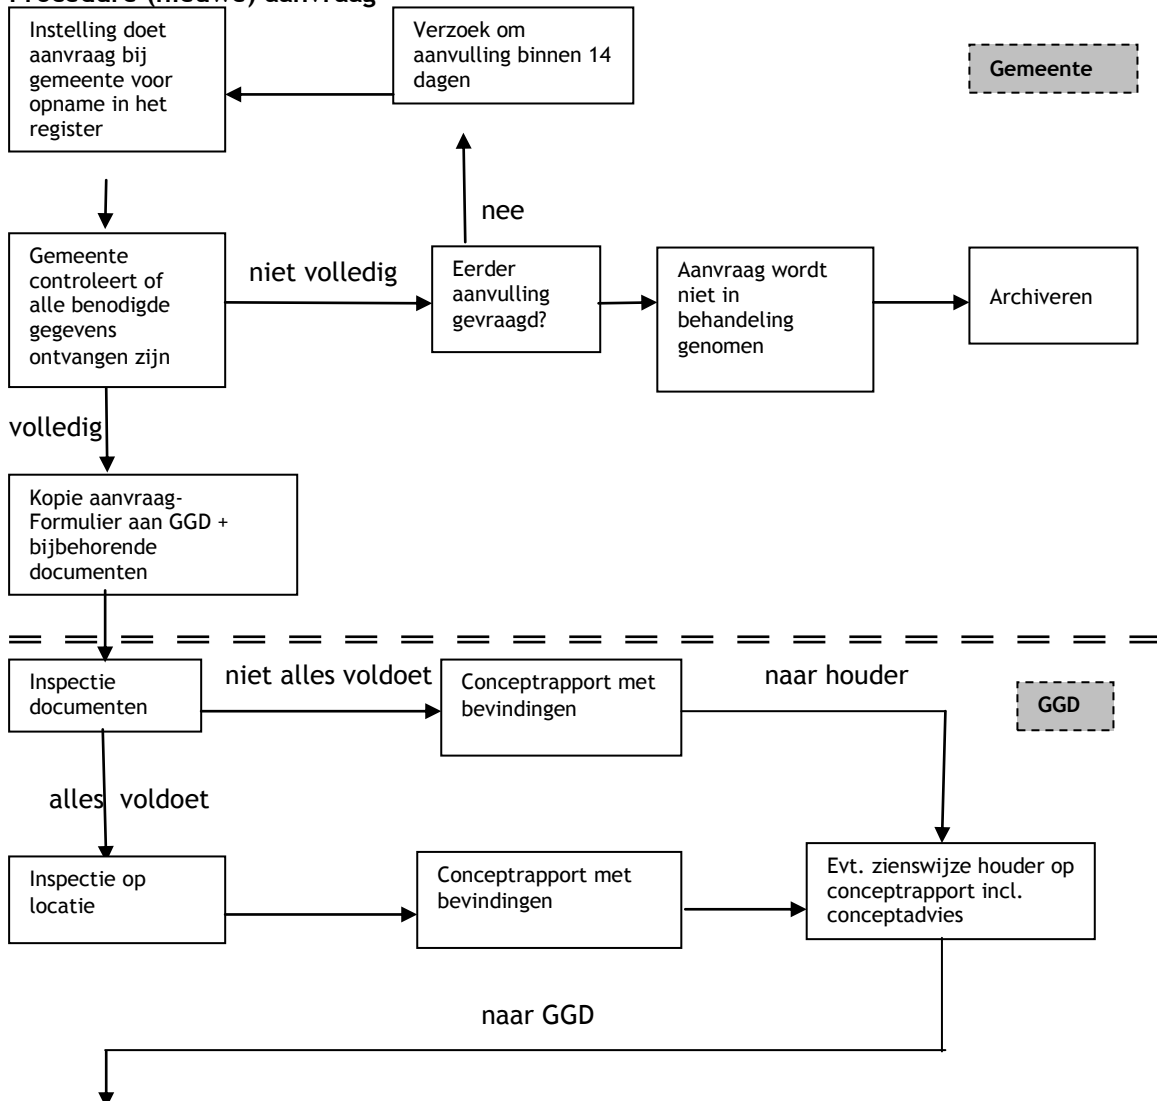 Procedure (nieuwe) aanvraag
Instelling doet
aanvraag bij
gemeente voor
opname in het
register
Verzoek om
aanvulling binnen 14
dagen
Gemeente
nee
Gemeente
controleert of
alle benodigde
gegevens
ontvangen zijn
niet volledig
Eerder
aanvulling
gevraagd?
Aanvraag wordt
niet in
behandeling
genomen
Archiveren
volledig
Kopie aanvraag-
Formulier aan GGD +
bijbehorende
documenten
Inspectie
documenten
niet alles voldoet
Conceptrapport met
bevindingen
naar houder
GGD
alles voldoet
Inspectie op
locatie
Conceptrapport met
bevindingen
Evt. zienswijze houder op
conceptrapport incl.
conceptadvies
naar GGD